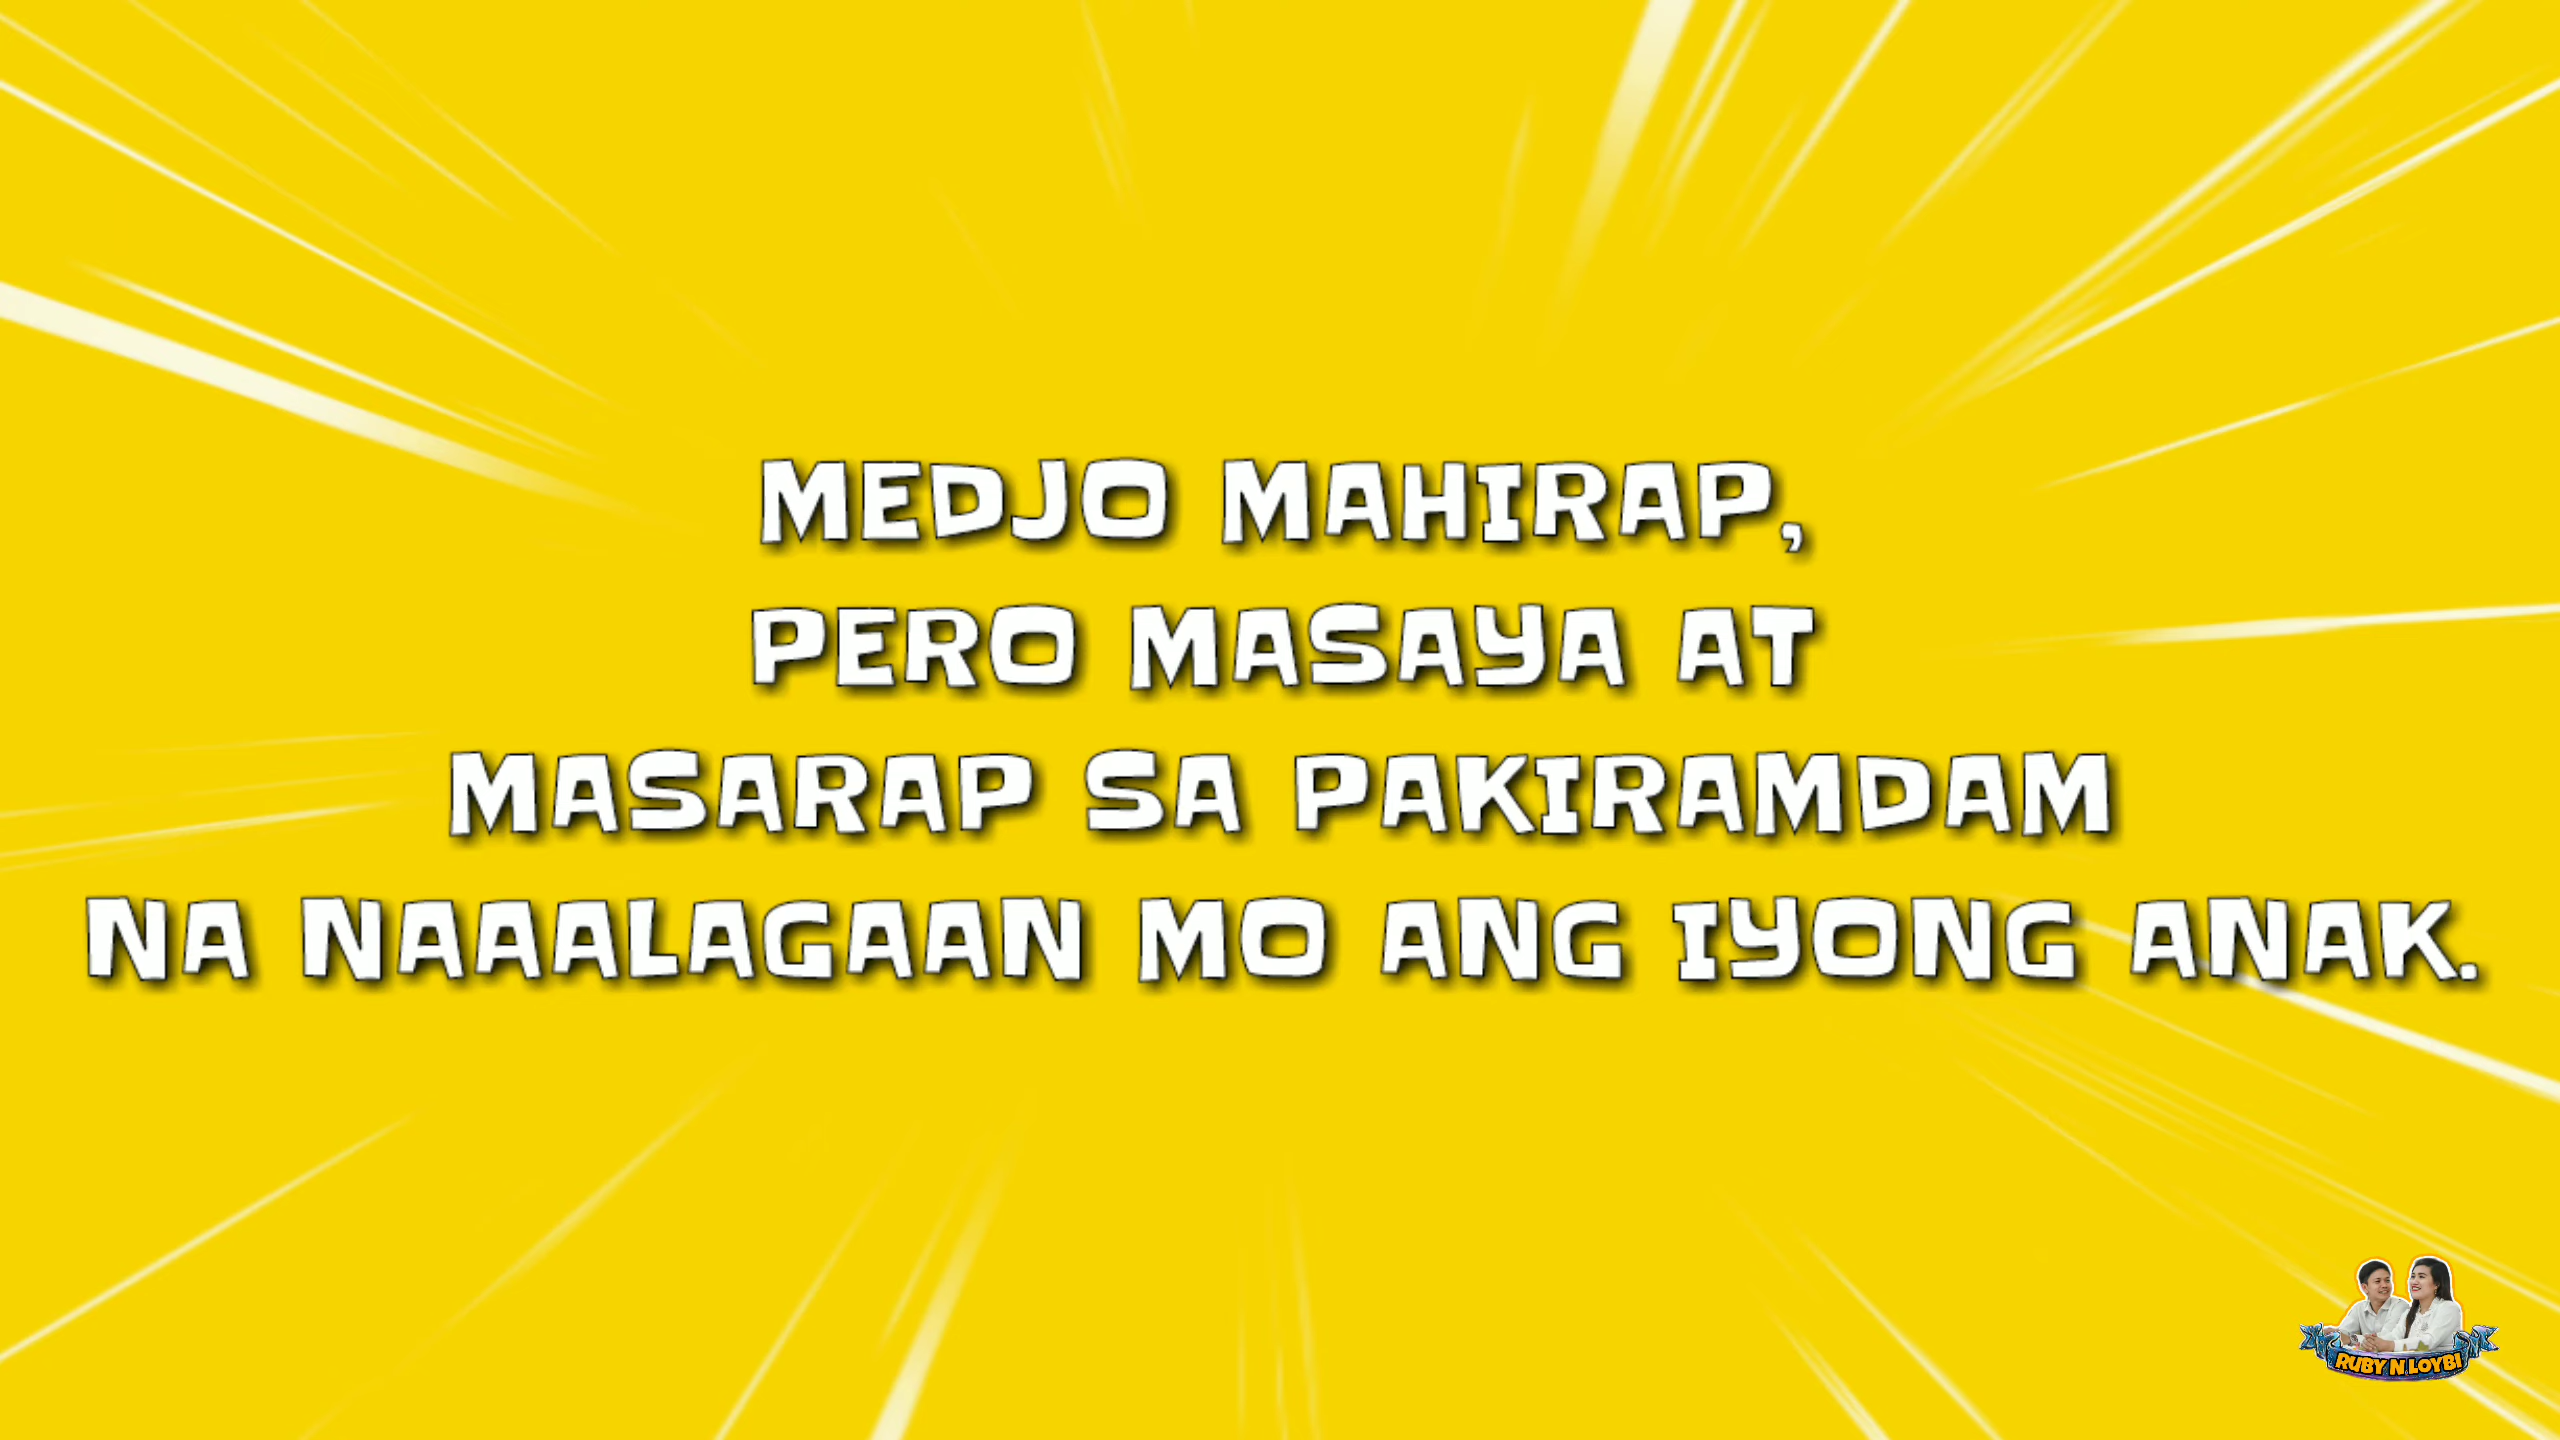 MEDJO MAHIRAP,
PERO MASAYA AT
MASARAP SA PAKIRAMDAM
NA NAAALAGAAN MO ANG IYONG ANAK.
RUBY N LOYBI